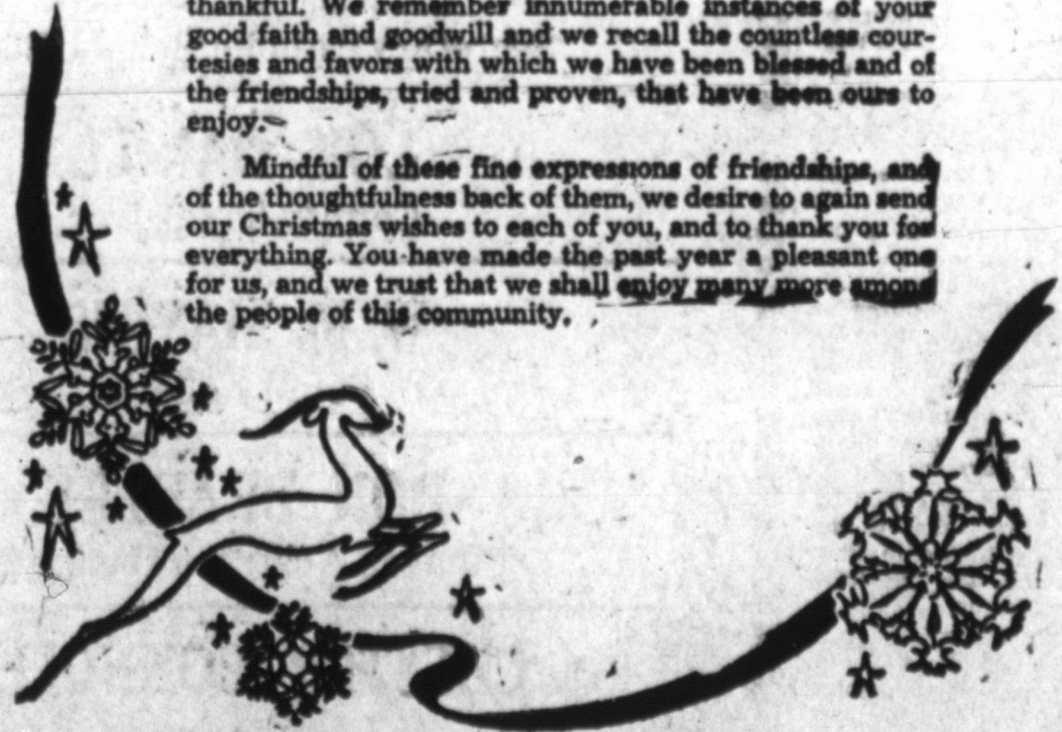 thankful. We remember innumerable instances of your
good faith and goodwill and we recall the countless cour-
tesies and favors with which we have been blessed and of
the friendships, tried and proven, that have been ours to
enjoy.
Mindful of these fine expressions of friendships, and
of the thoughtfulness back of them, we desire to again send
our Christmas wishes to each of you, and to thank you for
everything. You have made the past year a pleasant one
for us, and we trust that we shall enjoy many more among
the people of this community.